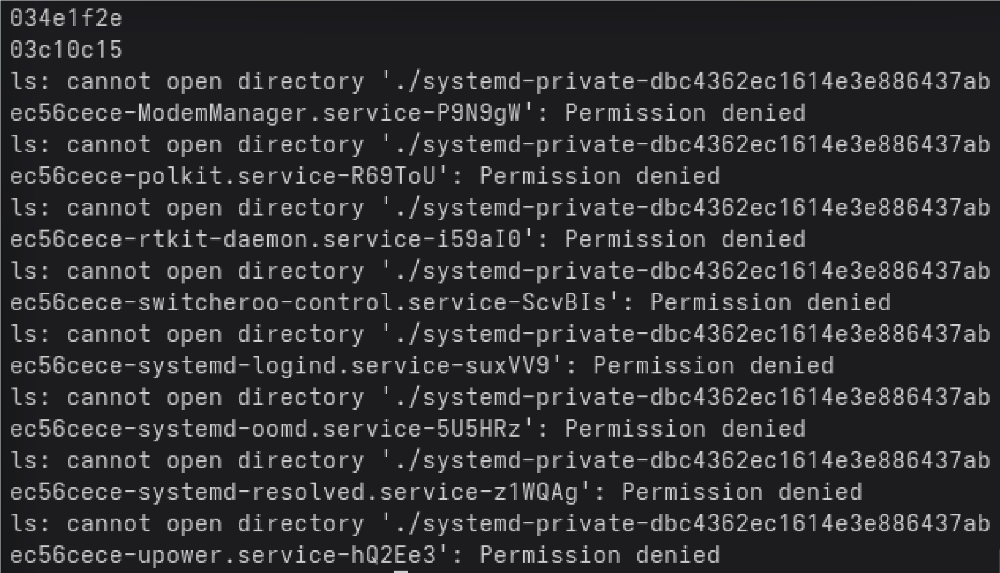 034e1f2e
03c10c15
ls: cannot open directory './systemd-private-dbc4362ec1614e3e886437ab
ec56cece-ModemManager.service-P9N9gW': Permission denied
ls: cannot open directory './systemd-private-dbc4362ec1614e3e886437ab
ec56cece-polkit.service-R69ToU': Permission denied
ls: cannot open directory './systemd-private-dbc4362ec1614e3e886437ab
ec56cece-rtkit-daemon.service-i59aI0': Permission denied
ls: cannot open directory './systemd-private-dbc4362ec1614e3e886437ab
ec56cece-switcheroo-control.service-ScvBIs': Permission denied
ls: cannot open directory './systemd-private-dbc4362ec1614e3e886437ab
ec56cece-systemd-logind.service-suxVV9': Permission denied
ls: cannot open directory './systemd-private-dbc4362ec1614e3e886437ab
ec56cece-systemd-oomd.service-5U5HRz': Permission denied
ls: cannot open directory './systemd-private-dbc4362ec1614e3e886437ab
ec56cece-systemd-resolved.service-z1WQAg': Permission denied
ls: cannot open directory './systemd-private-dbc4362ec1614e3e886437ab
ec56cece-upower.service-hQ2Ee3': Permission denied